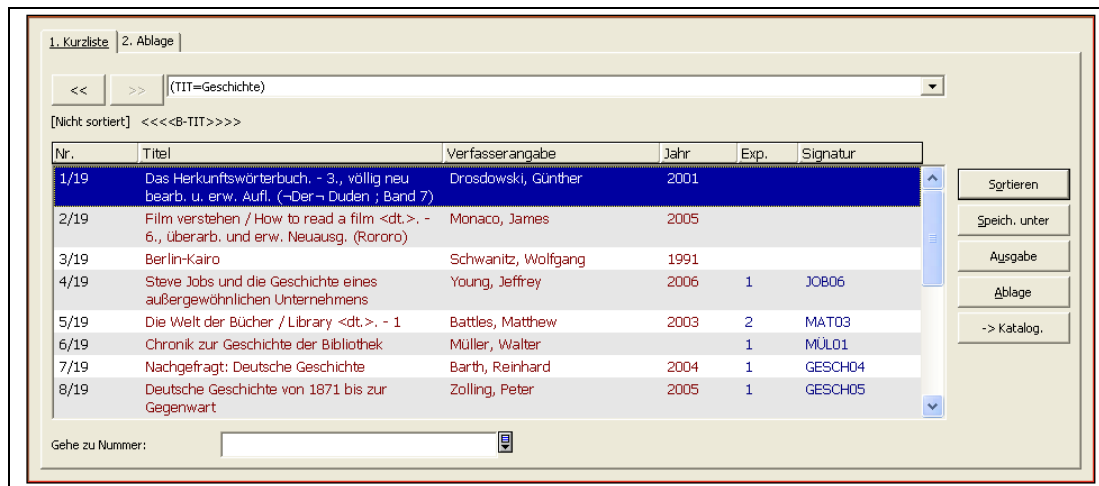 1. Kurzliste 2. Ablage
<< >> (TIT=Geschichte)
[Nicht sortiert] <<<<B-TIT>>>>
Nr. Titel Verfasserangabe Jahr Exp. Signatur
1/19 Das Herkunftswörterbuch. - 3., völlig neu Drosdowski, Günther 2001
bearb. u. erw. Aufl. (¬Der¬ Duden ; Band 7)
Sortieren
2/19 Film verstehen / How to read a film <dt.>. - Monaco, James 2005
6., überarb. und erw. Neuausg. (Rororo)
Speich. unter
3/19 Berlin-Kairo Schwanitz, Wolfgang 1991
Ausgabe
4/19 Steve Jobs und die Geschichte eines Young, Jeffrey 2006 1 JOB06
außergewöhnlichen Unternehmens
Ablage
5/19 Die Welt der Bücher / Library <dt.>. - 1 Battles, Matthew 2003 2 MAT03
-> Katalog.
6/19 Chronik zur Geschichte der Bibliothek Müller, Walter 1 MÜL01
7/19 Nachgefragt: Deutsche Geschichte Barth, Reinhard 2004 1 GESCH04
8/19 Deutsche Geschichte von 1871 bis zur Zolling, Peter 2005 1 GESCH05
Gegenwart
Gehe zu Nummer: